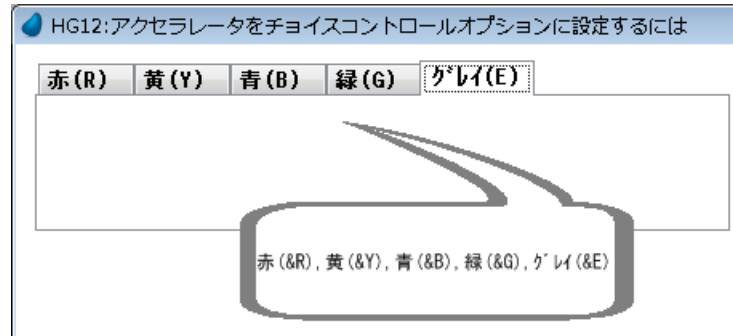 HG12:アクセラレータをチョイスコントロールオプションに設定するには
赤(R) 黄(Y) 青(B) 緑(G) グレイ(E)
赤(&R),黄(&Y),青(&B),緑(&G),グレイ(&E)